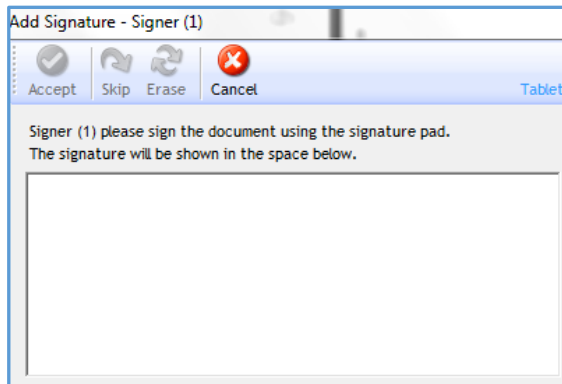 Add Signature - Signer (1)
Accept Skip Erase Cancel Tablet
Signer (1) please sign the document using the signature pad.
The signature will be shown in the space below.